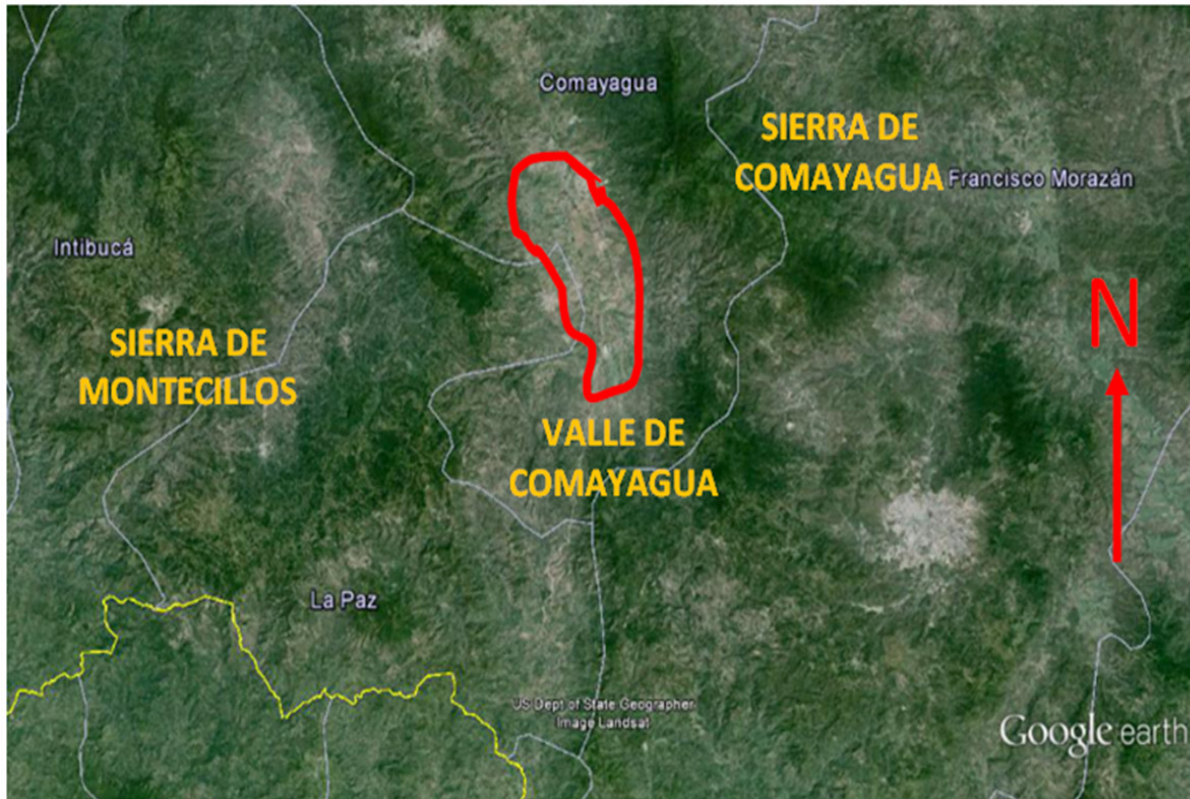 Comayagua
SIERRA DE
COMAYAGUA
Francisco Morazán
Intibucá
SIERRA DE
MONTECILLOS
N
VALLE DE
COMAYAGUA
La Paz
US Dept of State Geographer
Image Landsat
Google earth